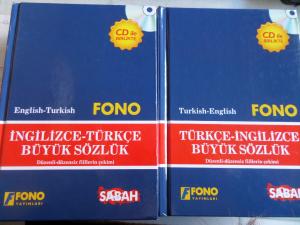 CD ile
BİRLİKTE
English-Turkish FONO
İNGİLİZCE-TÜRKÇE
BÜYÜK SÖZLÜK
Düzenli-düzensiz fiillerin çekimi
FONO
YAYINLARI
SABAH
CD ile
BİRLİKTE
Turkish-English FONO
TÜRKÇE-İNGİLİZCE
BÜYÜK SÖZLÜK
Düzenli-düzensiz fiillerin çekimi
FONO
YAYINLARI
SABAH